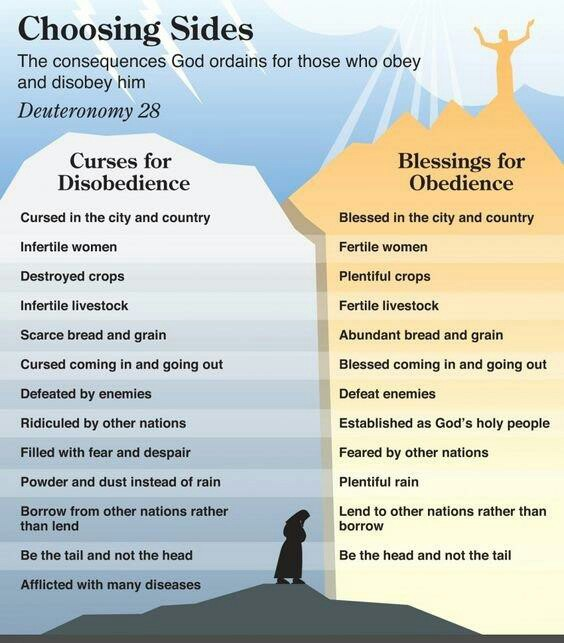 Choosing Sides
The consequences God ordains for those who obey
and disobey him
Deuteronomy 28
Curses for
Disobedience
Cursed in the city and country
Infertile women
Destroyed crops
Infertile livestock
Scarce bread and grain
Cursed coming in and going out
Defeated by enemies
Ridiculed by other nations
Filled with fear and despair
Powder and dust instead of rain
Borrow from other nations rather
than lend
Be the tail and not the head
Afflicted with many diseases
Blessings for
Obedience
Blessed in the city and country
Fertile women
Plentiful crops
Fertile livestock
Abundant bread and grain
Blessed coming in and going out
Defeat enemies
Established as God's holy people
Feared by other nations
Plentiful rain
Lend to other nations rather than
borrow
Be the head and not the tail